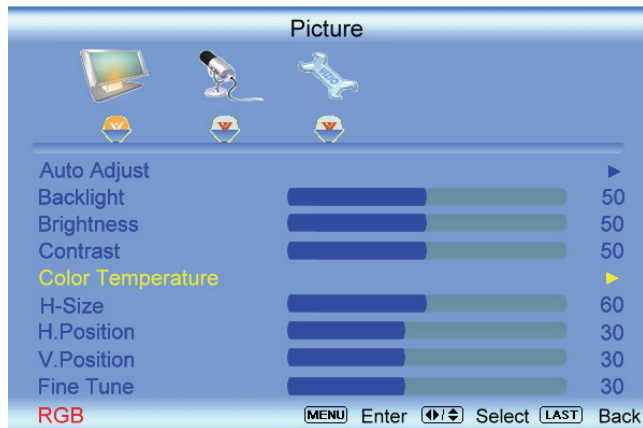 Picture
VIZIO
Auto Adjust
Backlight 50
Brightness 50
Contrast 50
Color Temperature
H-Size 60
H.Position 30
V.Position 30
Fine Tune 30
RGB MENU Enter Select LAST Back